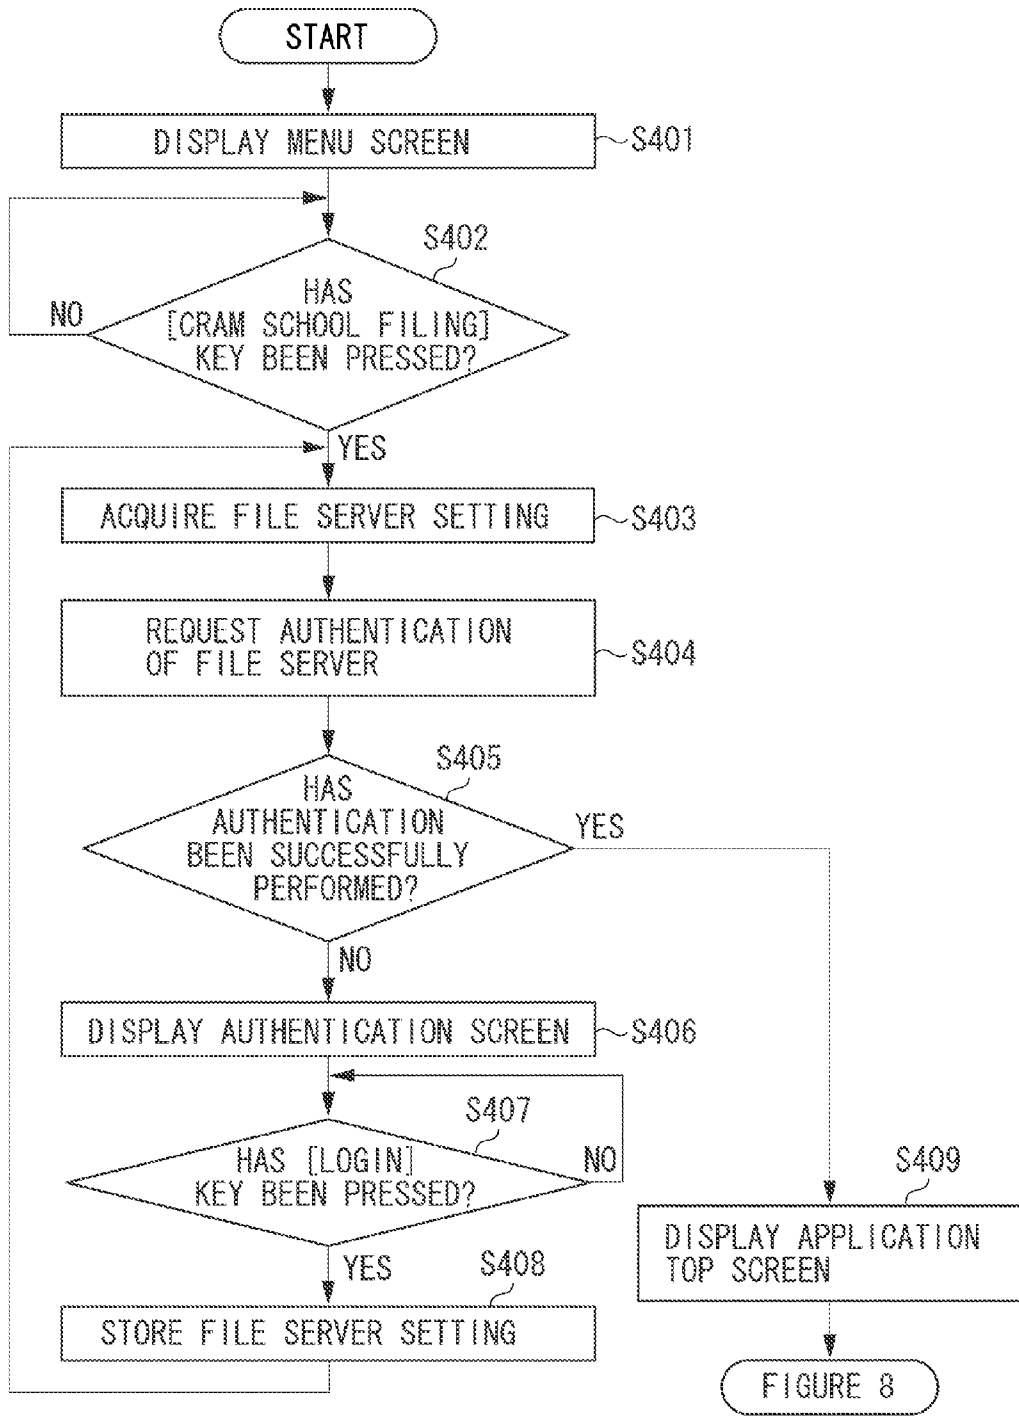 START
DISPLAY MENU SCREEN
S401
S402
HAS
[CRAM SCHOOL FILING]
KEY BEEN PRESSED?
NO
YES
ACQUIRE FILE SERVER SETTING
S403
REQUEST AUTHENTICATION
OF FILE SERVER
S404
S405
HAS
AUTHENTICATION
BEEN SUCCESSFULLY
PERFORMED?
YES
NO
DISPLAY AUTHENTICATION SCREEN
S406
S407
HAS [LOGIN]
KEY BEEN PRESSED?
NO
YES
S408
STORE FILE SERVER SETTING
S409
DISPLAY APPLICATION
TOP SCREEN
FIGURE 8